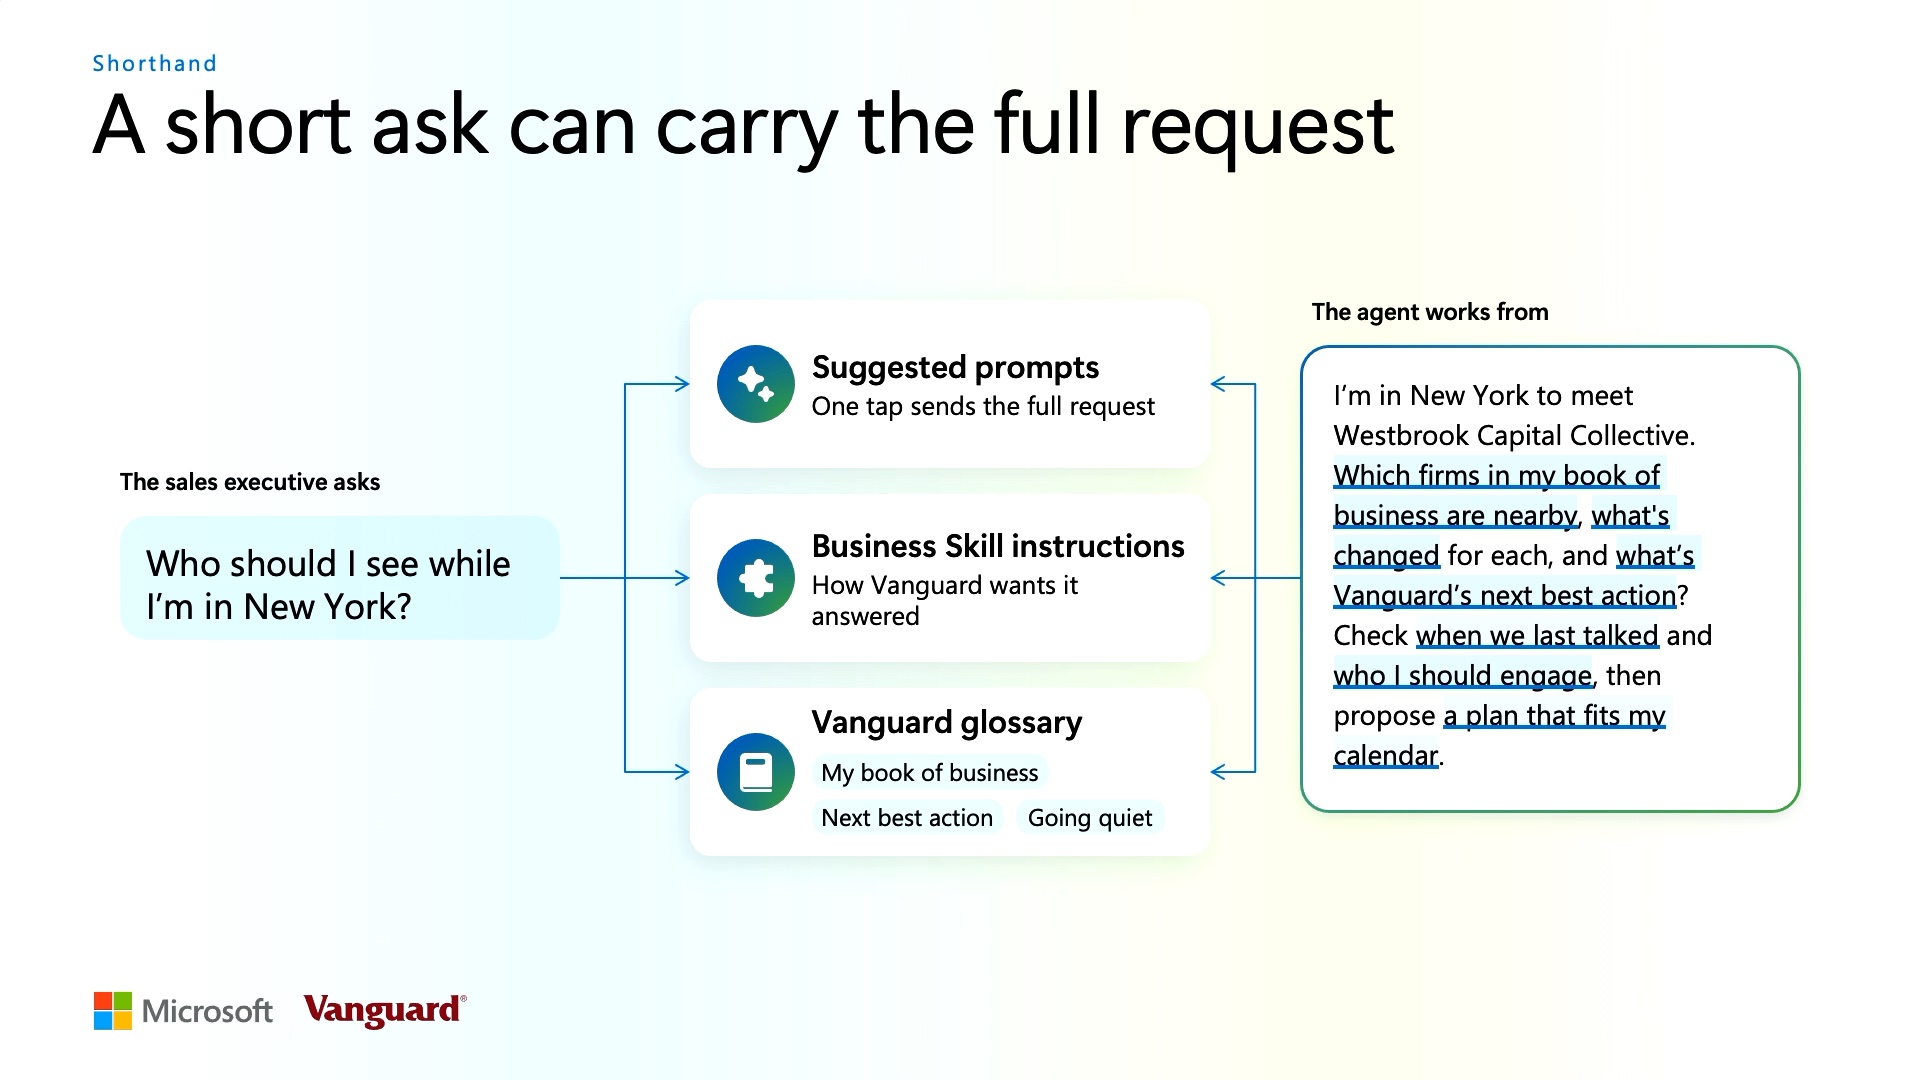 Shorthand
A short ask can carry the full request
The sales executive asks
Who should I see while
I’m in New York?
Suggested prompts
One tap sends the full request
Business Skill instructions
How Vanguard wants it
answered
Vanguard glossary
My book of business
Next best action
Going quiet
The agent works from
I’m in New York to meet
Westbrook Capital Collective.
Which firms in my book of
business are nearby, what's
changed for each, and what’s
Vanguard’s next best action?
Check when we last talked and
who I should engage, then
propose a plan that fits my
calendar.
Microsoft
Vanguard®